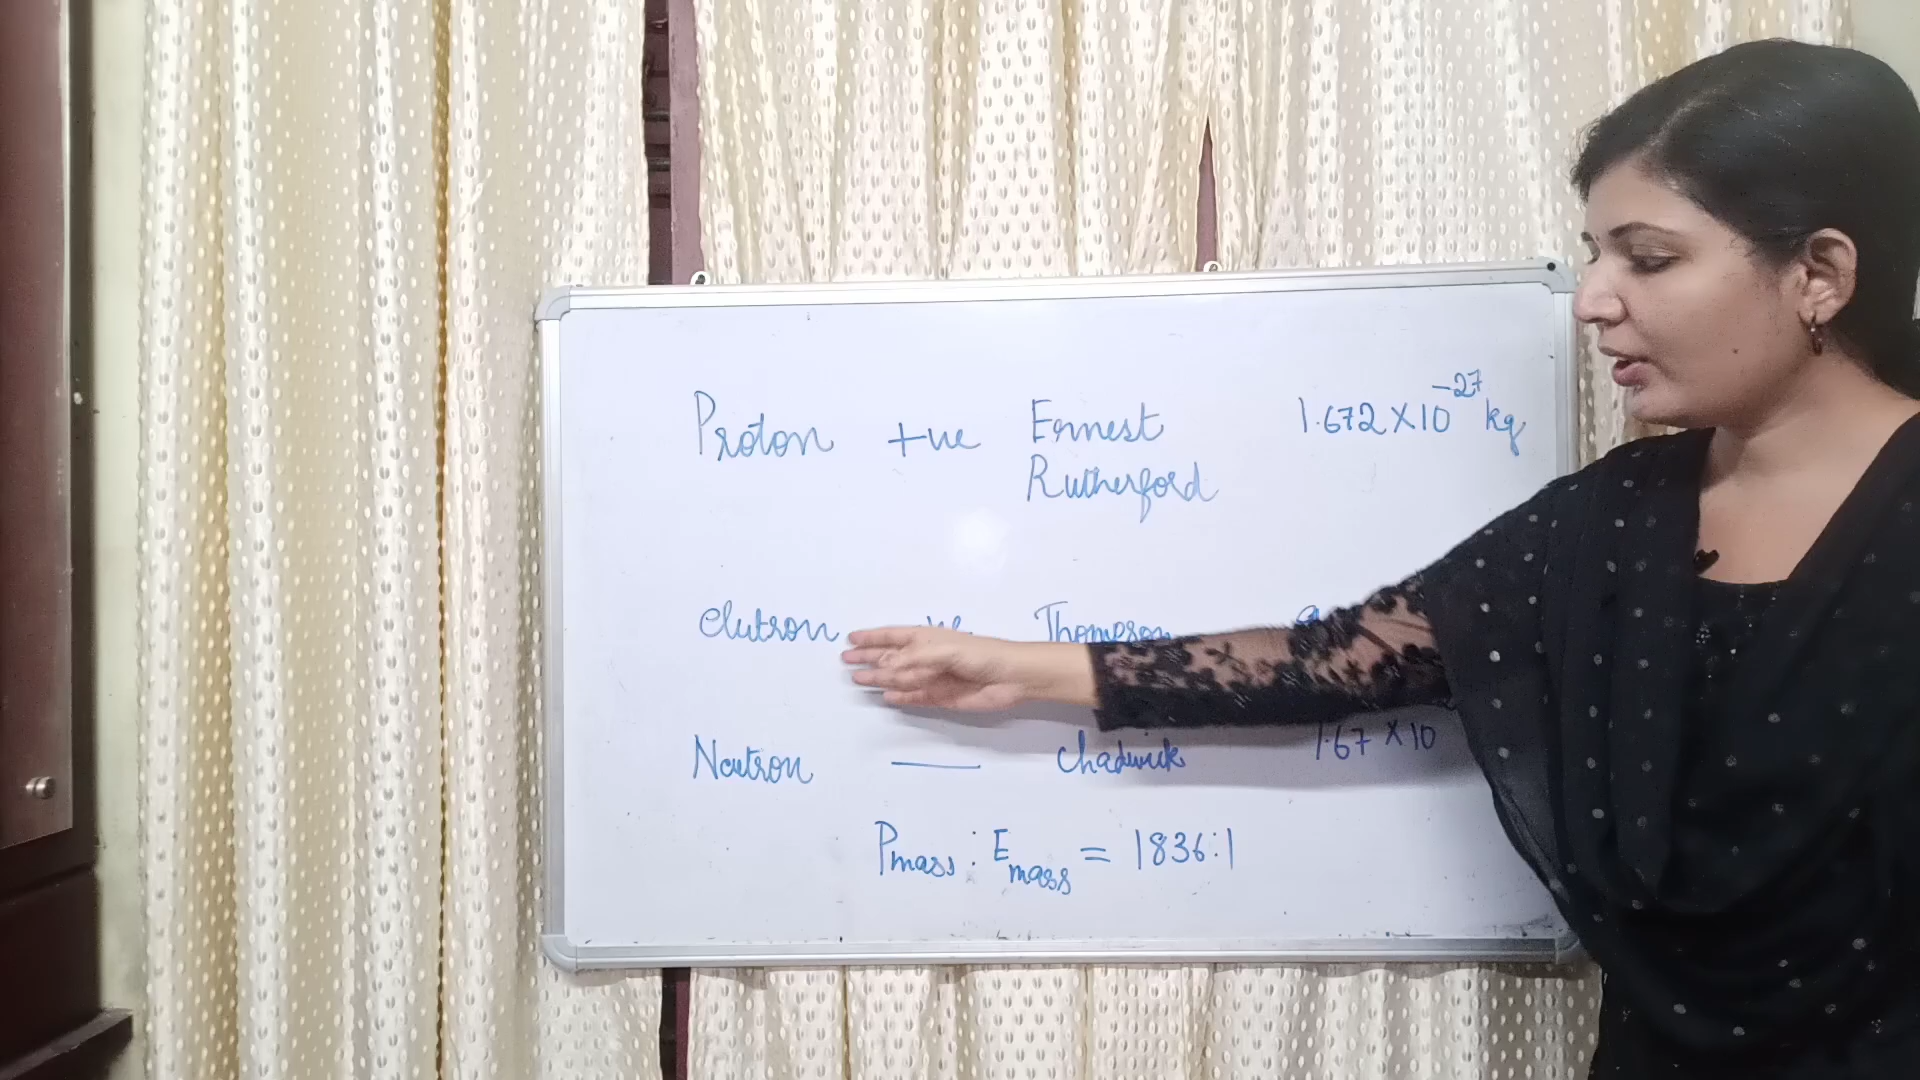 Proton +ve Ernest Rutherford 1.672 X 10⁻²⁷ kg
electron Thompson
Neutron — Chadwick 1.67 X 10
Pmass : Emass = 1836:1